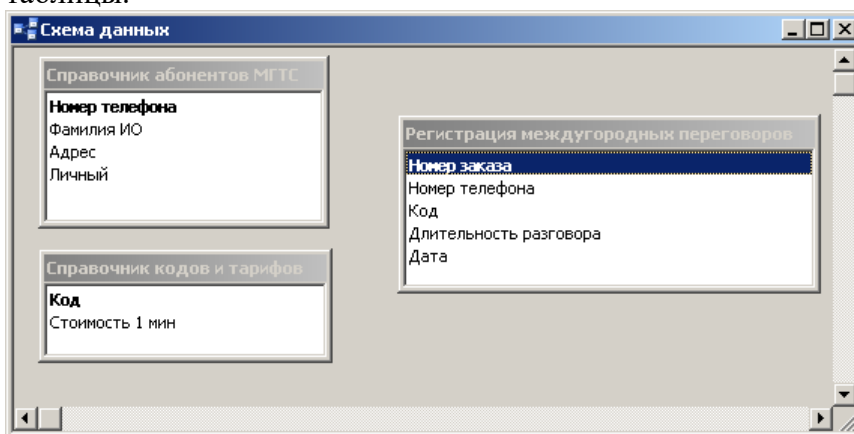 таблицы.
Схема данных
Справочник абонентов МГТС
Номер телефона
Фамилия ИО
Адрес
Личный
Регистрация междугородных переговоров
Номер заказа
Номер телефона
Код
Длительность разговора
Дата
Справочник кодов и тарифов
Код
Стоимость 1 мин